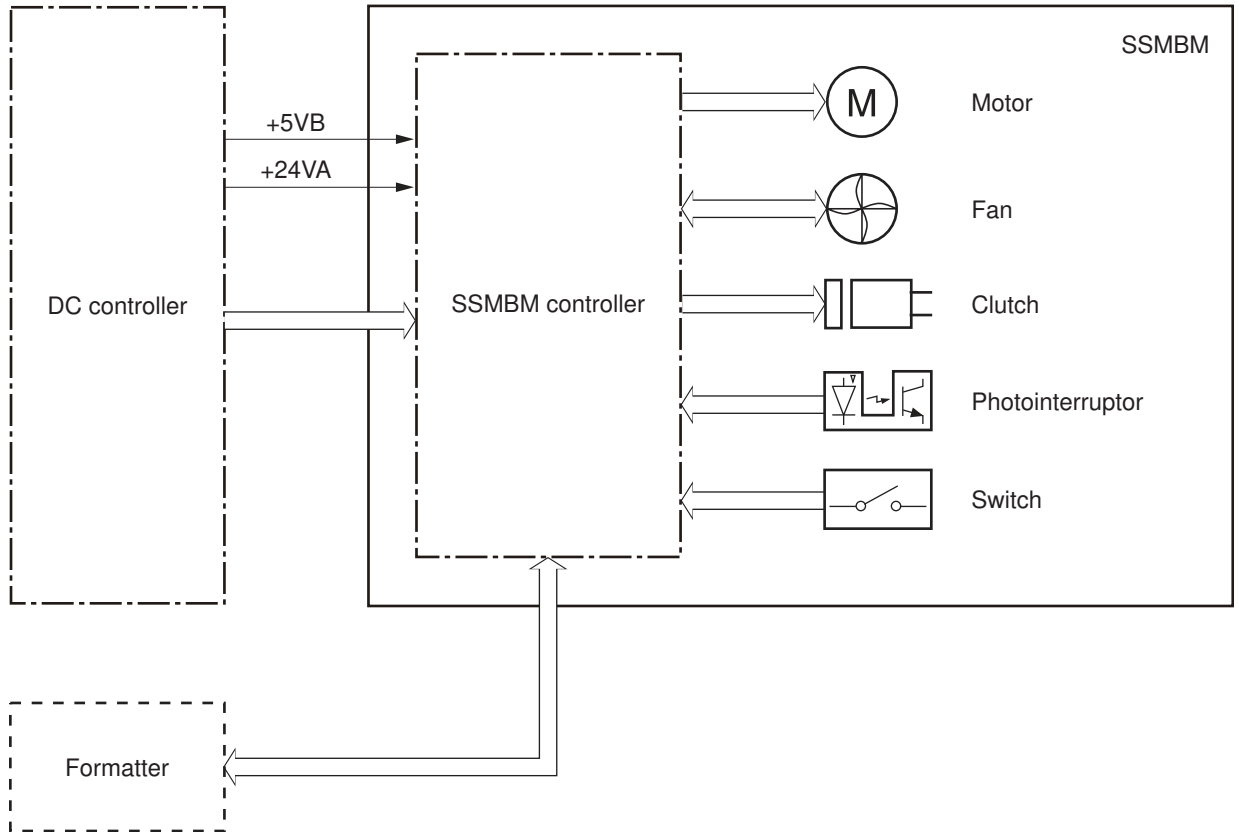 SSMBM
+5VB
+24VA
DC controller
SSMBM controller
M
Motor
Fan
Clutch
Photointerruptor
Switch
Formatter